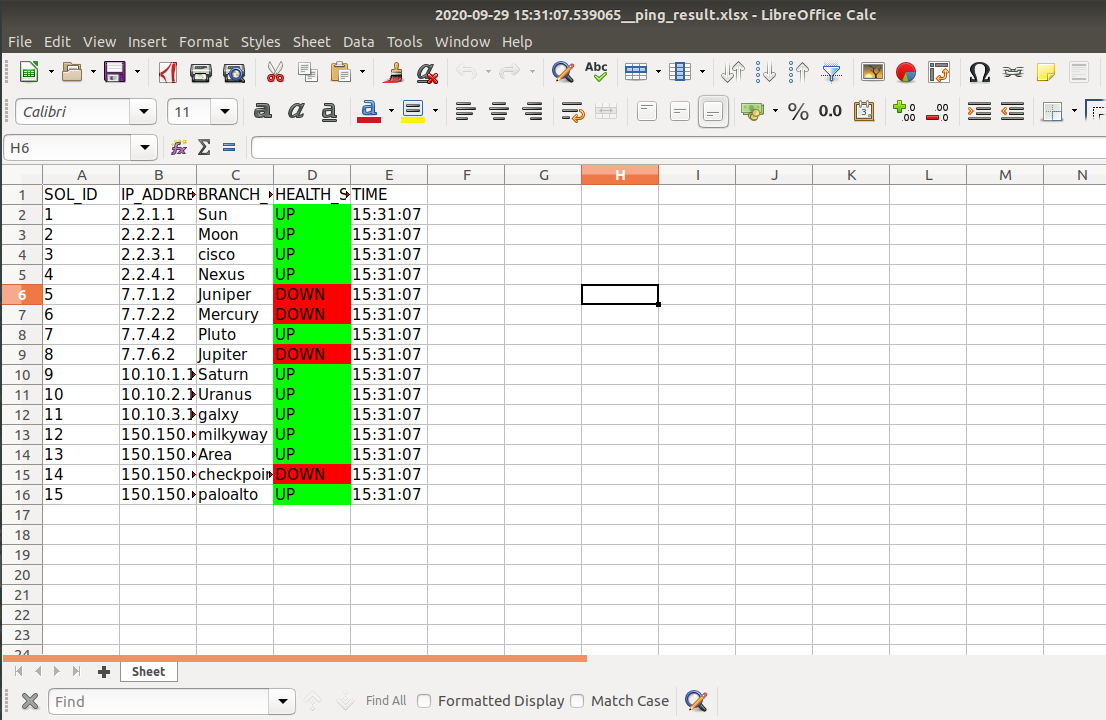 2020-09-29 15:31:07.539065__ping_result.xlsx - LibreOffice Calc
File Edit View Insert Format Styles Sheet Data Tools Window Help
Abc
Calibri 11 a a a a % 0.0
H6
A B C D E F G H I J K L M N
1 SOL_ID IP_ADDRE BRANCH_ HEALTH_S TIME
2 1 2.2.1.1 Sun UP 15:31:07
3 2 2.2.2.1 Moon UP 15:31:07
4 3 2.2.3.1 cisco UP 15:31:07
5 4 2.2.4.1 Nexus UP 15:31:07
6 5 7.7.1.2 Juniper DOWN 15:31:07
7 6 7.7.2.2 Mercury DOWN 15:31:07
8 7 7.7.4.2 Pluto UP 15:31:07
9 8 7.7.6.2 Jupiter DOWN 15:31:07
10 9 10.10.1.1 Saturn UP 15:31:07
11 10 10.10.2.1 Uranus UP 15:31:07
12 11 10.10.3.1 galxy UP 15:31:07
13 12 150.150. milkyway UP 15:31:07
14 13 150.150. Area UP 15:31:07
15 14 150.150. checkpoin DOWN 15:31:07
16 15 150.150. paloalto UP 15:31:07
17
18
19
20
21
22
23
24
Sheet
Find Find All Formatted Display Match Case